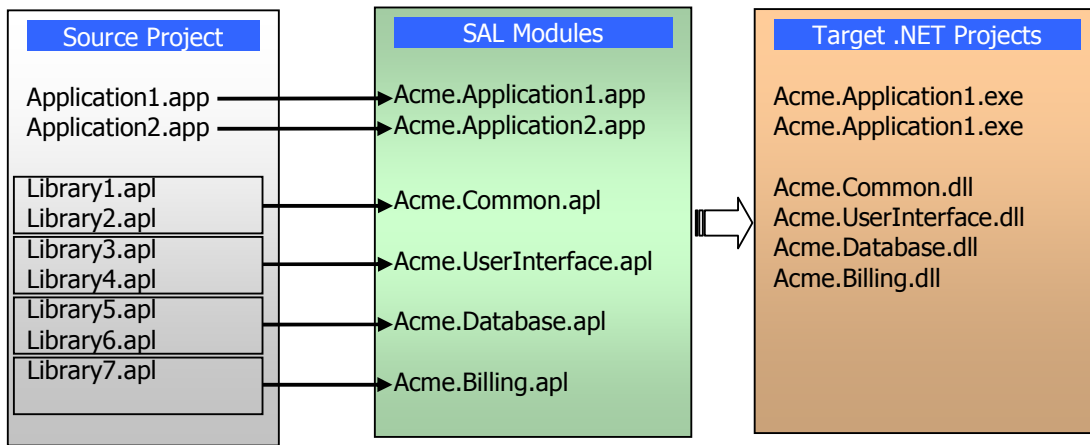 Source Project
Application1.app
Application2.app
Library1.apl
Library2.apl
Library3.apl
Library4.apl
Library5.apl
Library6.apl
Library7.apl
SAL Modules
Acme.Application1.app
Acme.Application2.app
Acme.Common.apl
Acme.UserInterface.apl
Acme.Database.apl
Acme.Billing.apl
Target .NET Projects
Acme.Application1.exe
Acme.Application1.exe
Acme.Common.dll
Acme.UserInterface.dll
Acme.Database.dll
Acme.Billing.dll